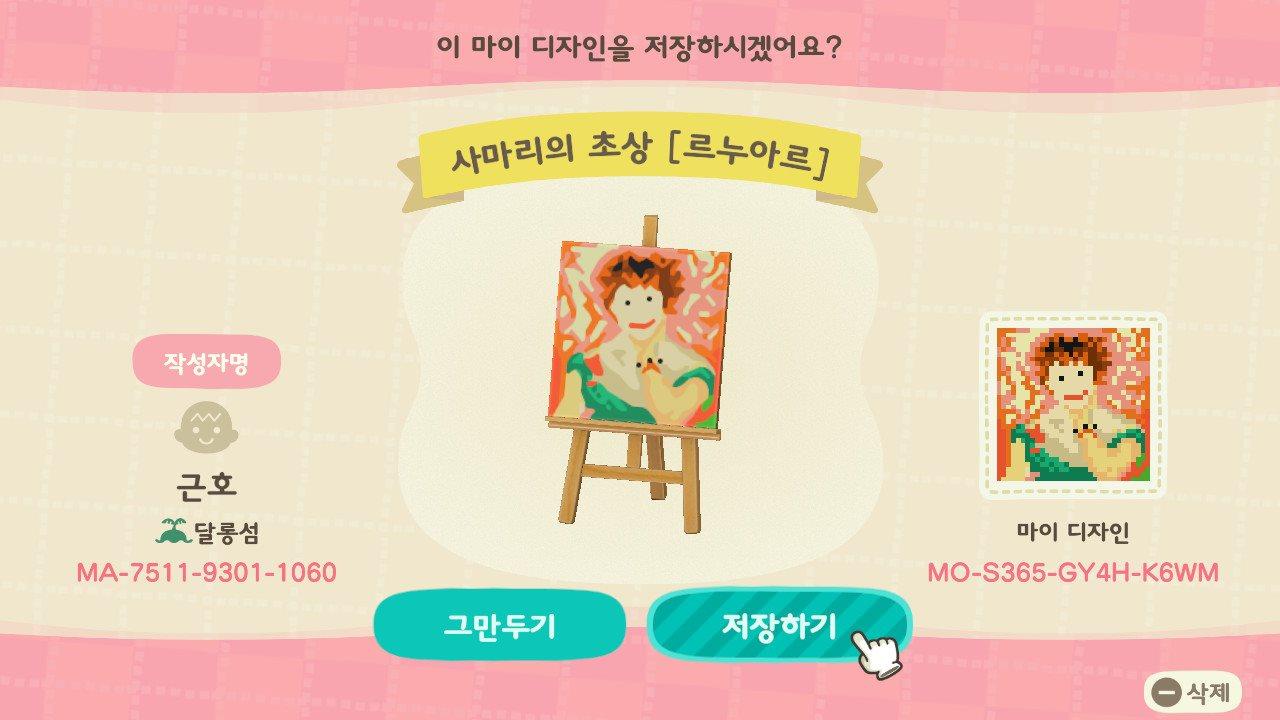 이 마이 디자인을 저장하시겠어요?
사마리의 초상 [르누아르]
작성자명
근호
달롱섬
MA-7511-9301-1060
마이 디자인
MO-S365-GY4H-K6WM
그만두기
저장하기
삭제